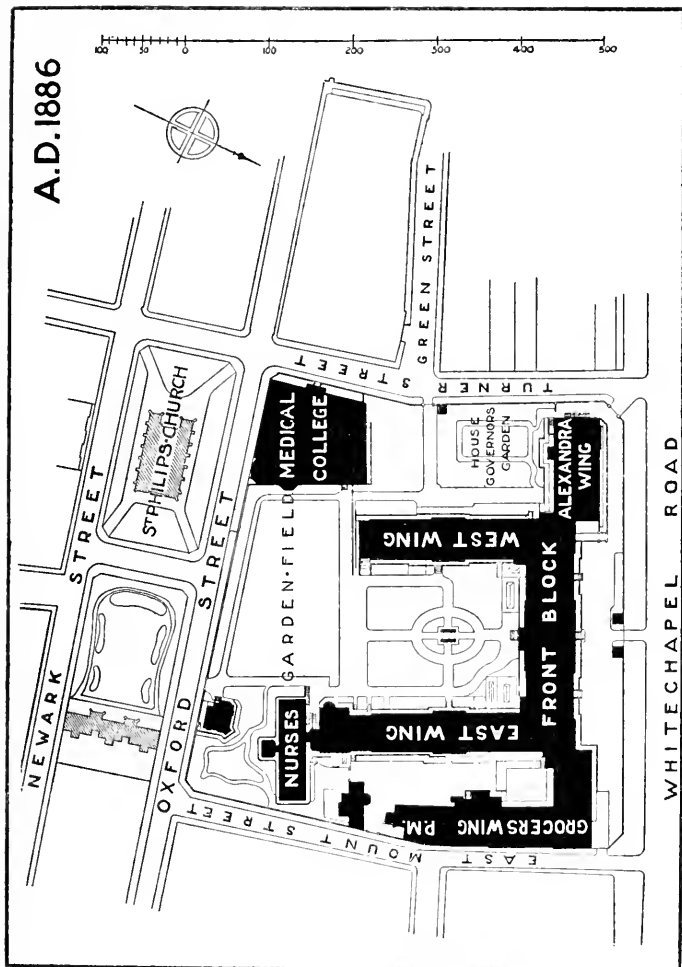 A.D.1886
100 50 0 100 200 300 400 500
NEWARK STREET
ST PHILIPS·CHURCH
OXFORD STREET
GREEN STREET
TURNER STREET
MEDICAL
COLLEGE
GARDEN·FIELD
HOUSE
GOVERNORS
GARDEN
ALEXANDRA
WING
WEST WING
FRONT BLOCK
EAST WING
NURSES
GROCERS WING
P.M.
EAST MOUNT STREET
WHITECHAPEL ROAD